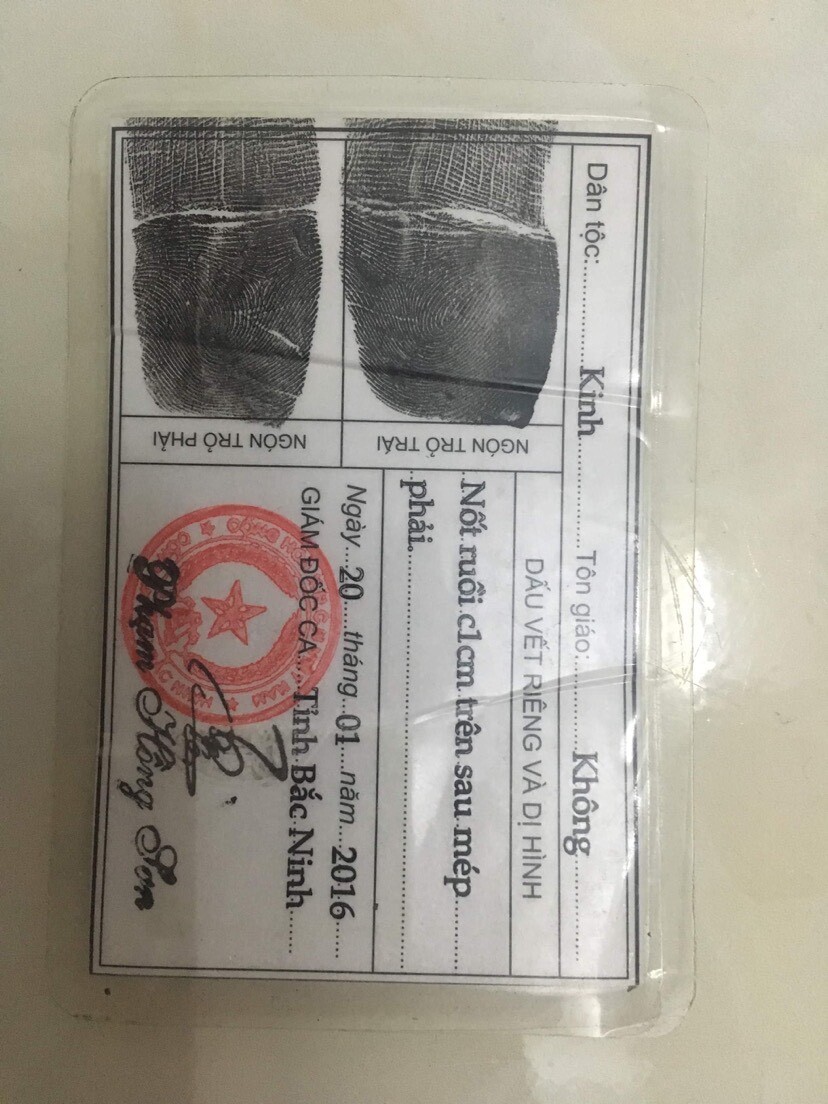 Dân tộc:.........Kinh..................Tôn giáo:.........Không.........
DẤU VẾT RIÊNG VÀ DỊ HÌNH
Nốt ruồi c1cm trên sau mép
phải.
NGÓN TRỎ TRÁI
NGÓN TRỎ PHẢI
Ngày...20...tháng...01...năm...2016
GIÁM ĐỐC CA...Tỉnh Bắc Ninh
Phạm Hồng Sơn